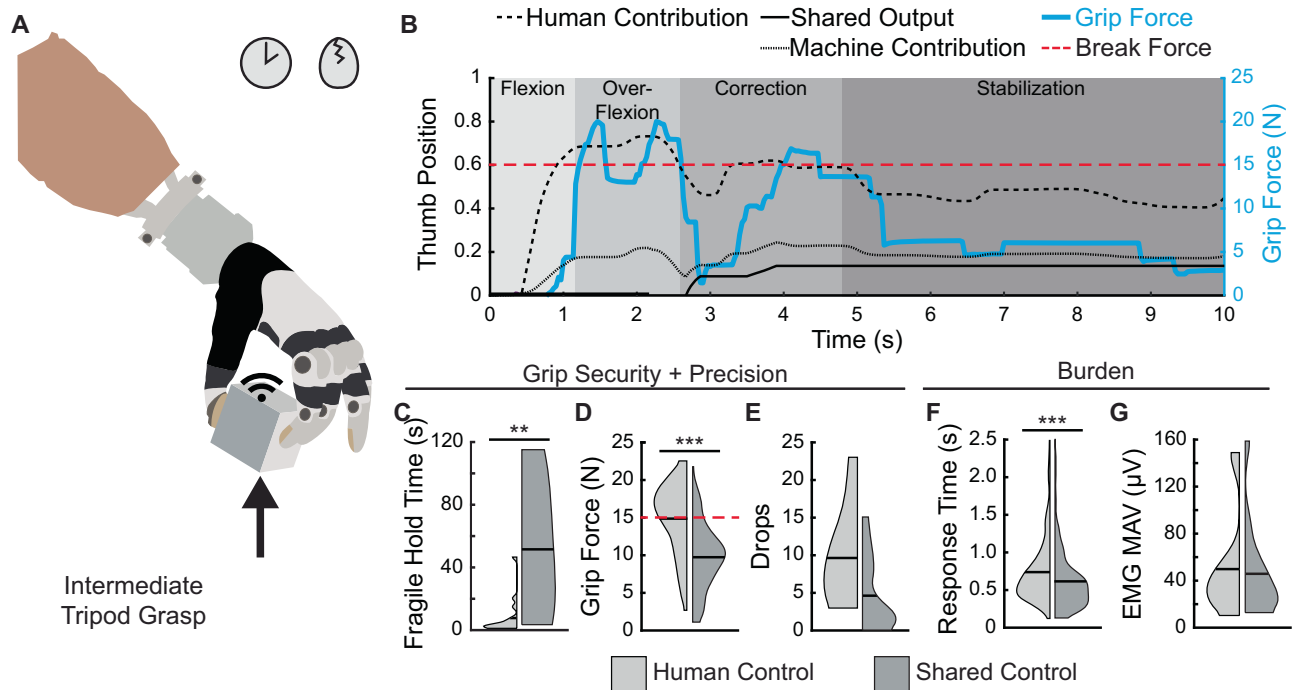 A
Intermediate
Tripod Grasp
B
Human Contribution
Shared Output
Grip Force
Machine Contribution
Break Force
Flexion
Over-
Flexion
Correction
Stabilization
Thumb Position
1
0.8
0.6
0.4
0.2
0
Grip Force (N)
25
20
15
10
5
0
0 1 2 3 4 5 6 7 8 9 10
Time (s)
Grip Security + Precision
Burden
C
**
Fragile Hold Time (s)
120
80
40
0
D
***
Grip Force (N)
25
20
15
10
5
0
E
Drops
25
20
15
10
5
0
F
***
Response Time (s)
2.5
2.0
1.5
1.0
0.5
0
G
EMG MAV (μV)
160
120
80
40
0
Human Control
Shared Control